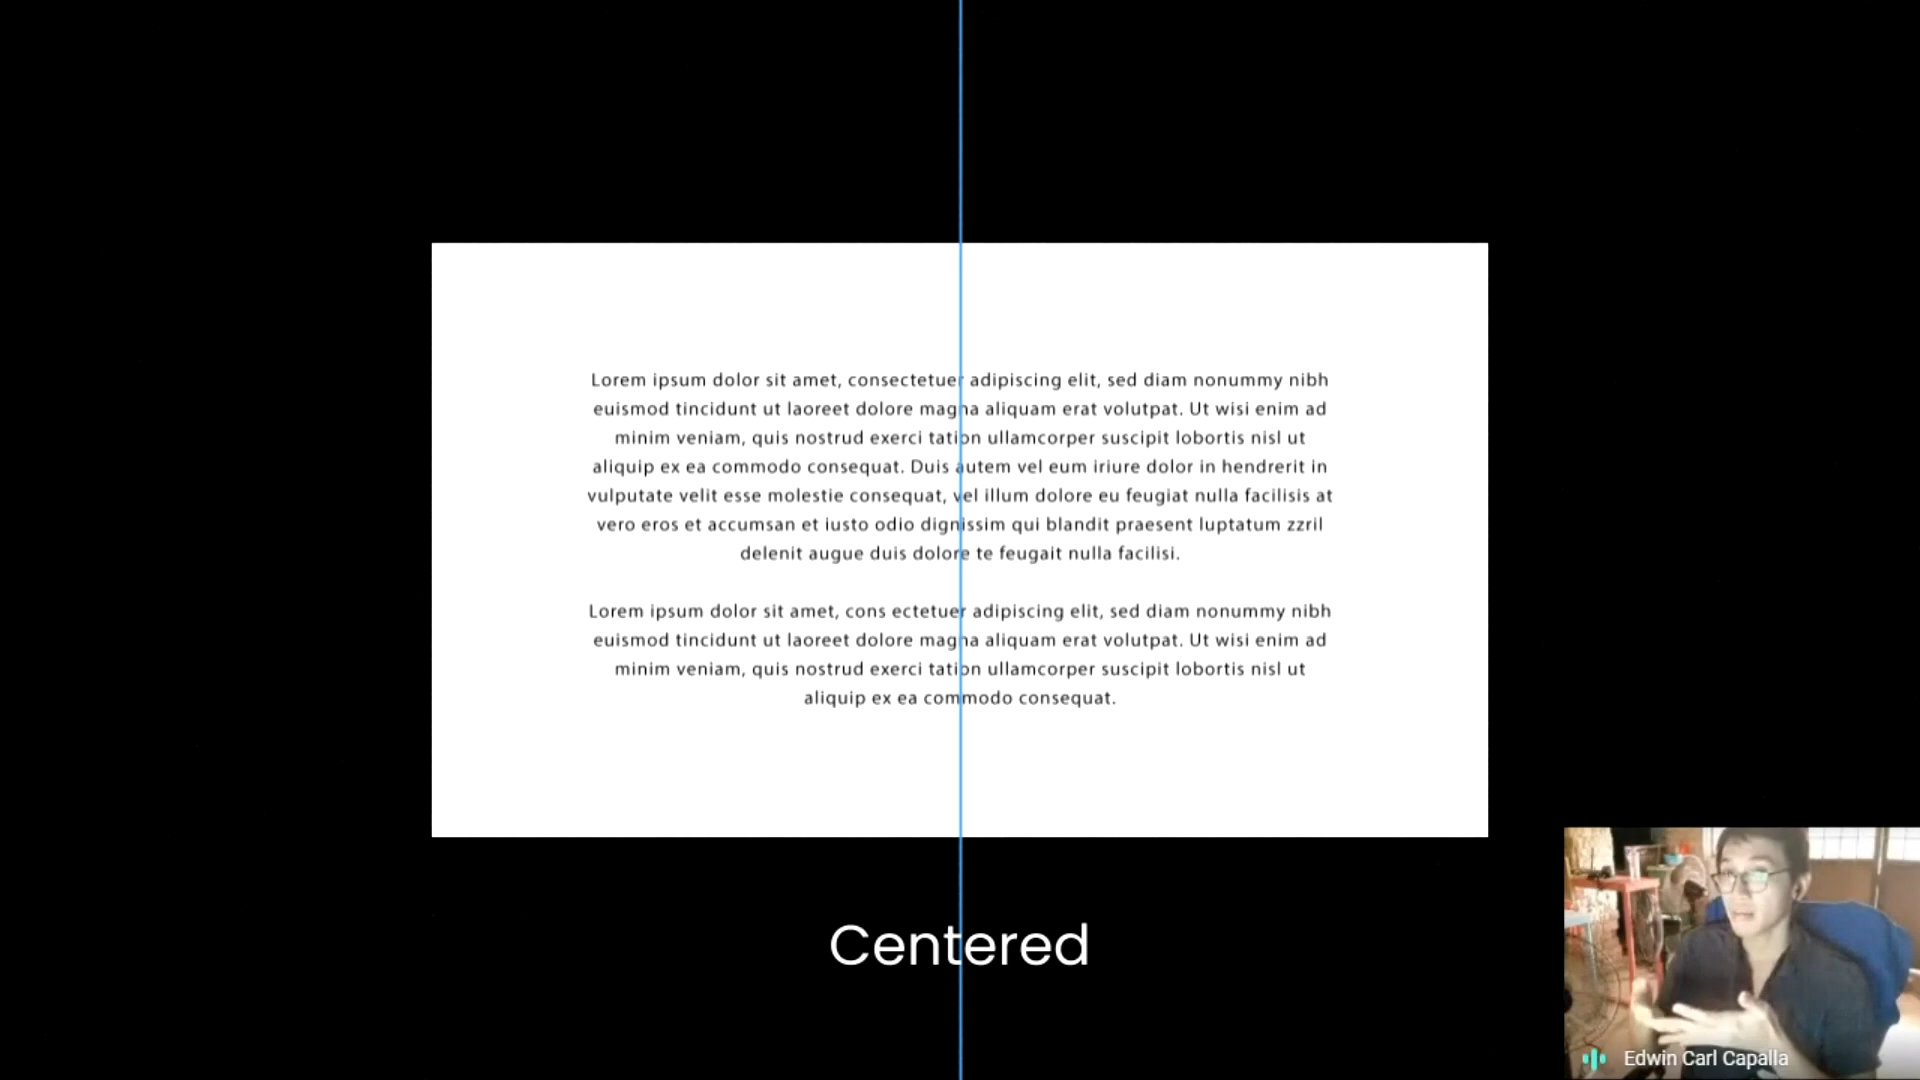 Lorem ipsum dolor sit amet, consectetuer adipiscing elit, sed diam nonummy nibh
euismod tincidunt ut laoreet dolore magna aliquam erat volutpat. Ut wisi enim ad
minim veniam, quis nostrud exerci tation ullamcorper suscipit lobortis nisl ut
aliquip ex ea commodo consequat. Duis autem vel eum iriure dolor in hendrerit in
vulputate velit esse molestie consequat, vel illum dolore eu feugiat nulla facilisis at
vero eros et accumsan et iusto odio dignissim qui blandit praesent luptatum zzril
delenit augue duis dolore te feugait nulla facilisi.
Lorem ipsum dolor sit amet, cons ectetuer adipiscing elit, sed diam nonummy nibh
euismod tincidunt ut laoreet dolore magna aliquam erat volutpat. Ut wisi enim ad
minim veniam, quis nostrud exerci tation ullamcorper suscipit lobortis nisl ut
aliquip ex ea commodo consequat.
Centered
Edwin Carl Capalla